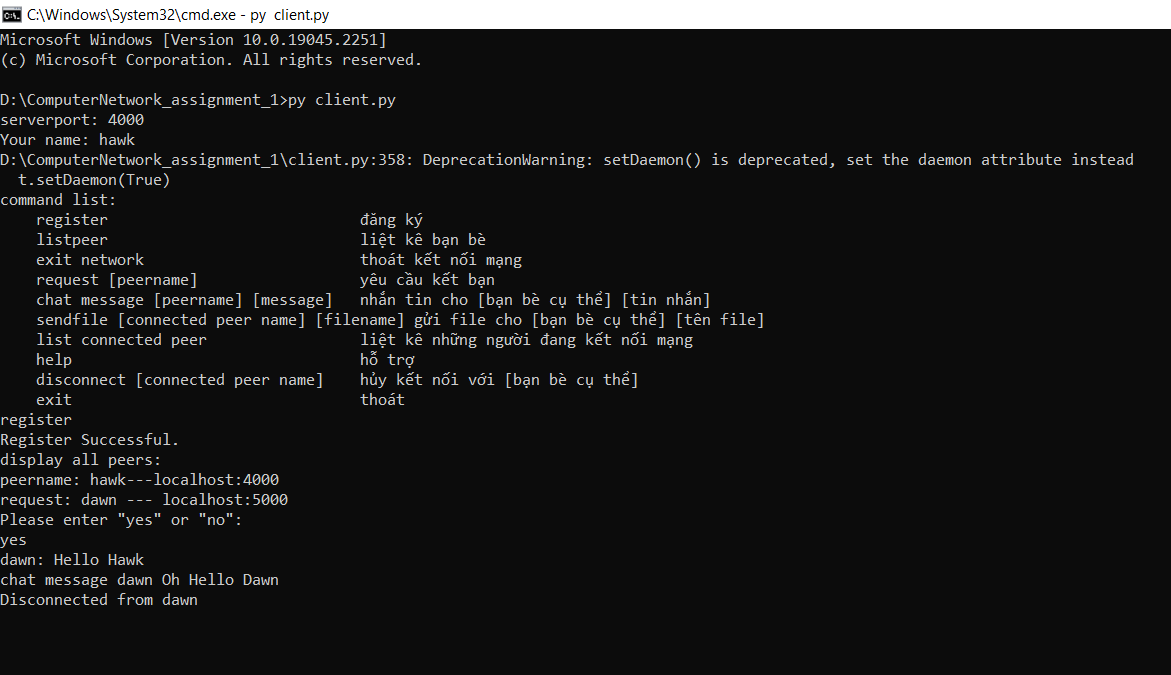 C:\Windows\System32\cmd.exe - py  client.py
Microsoft Windows [Version 10.0.19045.2251]
(c) Microsoft Corporation. All rights reserved.
D:\ComputerNetwork_assignment_1>py client.py
serverport: 4000
Your name: hawk
D:\ComputerNetwork_assignment_1\client.py:358: DeprecationWarning: setDaemon() is deprecated, set the daemon attribute instead
  t.setDaemon(True)
command list:
    register                            đăng ký
    listpeer                            liệt kê bạn bè
    exit network                        thoát kết nối mạng
    request [peername]                  yêu cầu kết bạn
    chat message [peername] [message]   nhắn tin cho [bạn bè cụ thể] [tin nhắn]
    sendfile [connected peer name] [filename] gửi file cho [bạn bè cụ thể] [tên file]
    list connected peer                 liệt kê những người đang kết nối mạng
    help                                hỗ trợ
    disconnect [connected peer name]    hủy kết nối với [bạn bè cụ thể]
    exit                                thoát
register
Register Successful.
display all peers:
peername: hawk---localhost:4000
request: dawn --- localhost:5000
Please enter "yes" or "no":
yes
dawn: Hello Hawk
chat message dawn Oh Hello Dawn
Disconnected from dawn